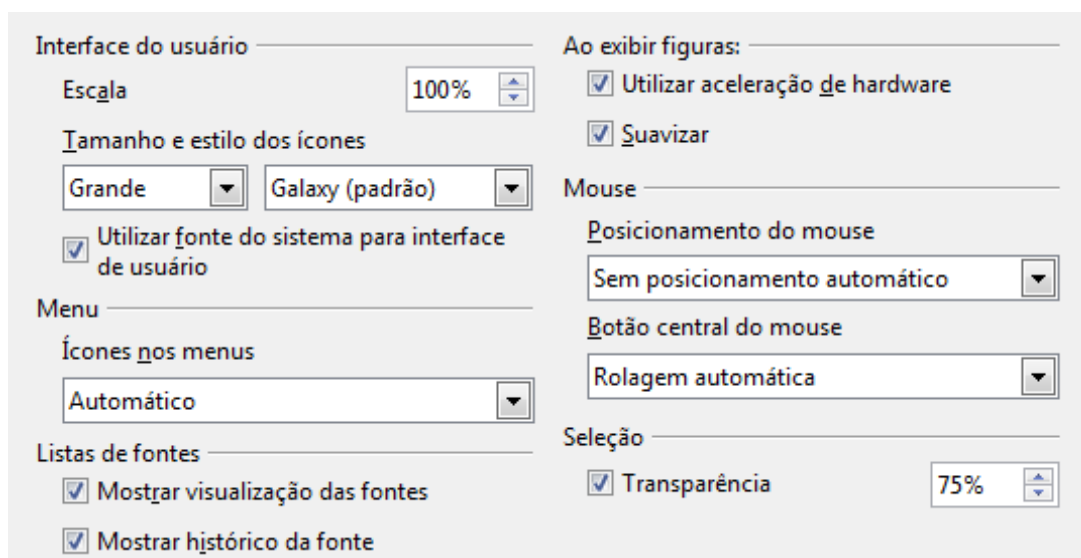 Interface do usuário
Escala
100%
Tamanho e estilo dos ícones
Grande
Galaxy (padrão)
Utilizar fonte do sistema para interface
de usuário
Menu
Ícones nos menus
Automático
Listas de fontes
Mostrar visualização das fontes
Mostrar histórico da fonte
Ao exibir figuras:
Utilizar aceleração de hardware
Suavizar
Mouse
Posicionamento do mouse
Sem posicionamento automático
Botão central do mouse
Rolagem automática
Seleção
Transparência
75%